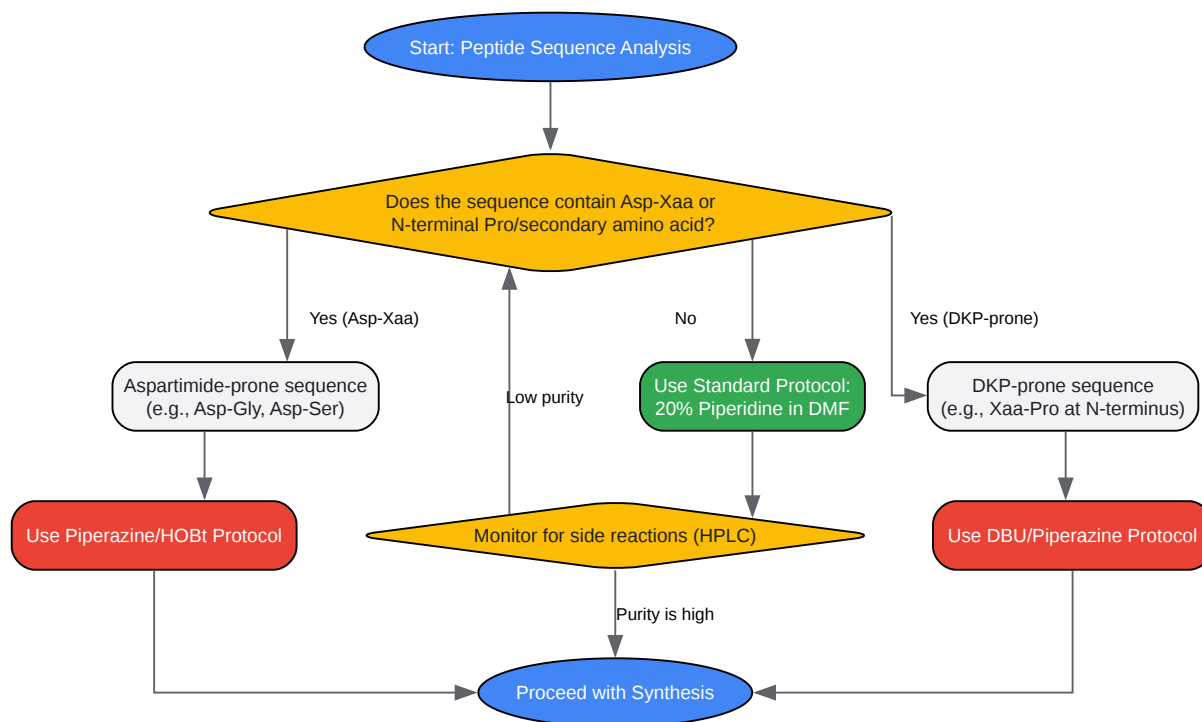 Start: Peptide Sequence Analysis
Does the sequence contain Asp-Xaa or
N-terminal Pro/secondary amino acid?
Yes (Asp-Xaa)
No
Yes (DKP-prone)
Aspartimide-prone sequence
(e.g., Asp-Gly, Asp-Ser)
Low purity
Use Standard Protocol:
20% Piperidine in DMF
DKP-prone sequence
(e.g., Xaa-Pro at N-terminus)
Use Piperazine/HOBt Protocol
Monitor for side reactions (HPLC)
Use DBU/Piperazine Protocol
Purity is high
Proceed with Synthesis